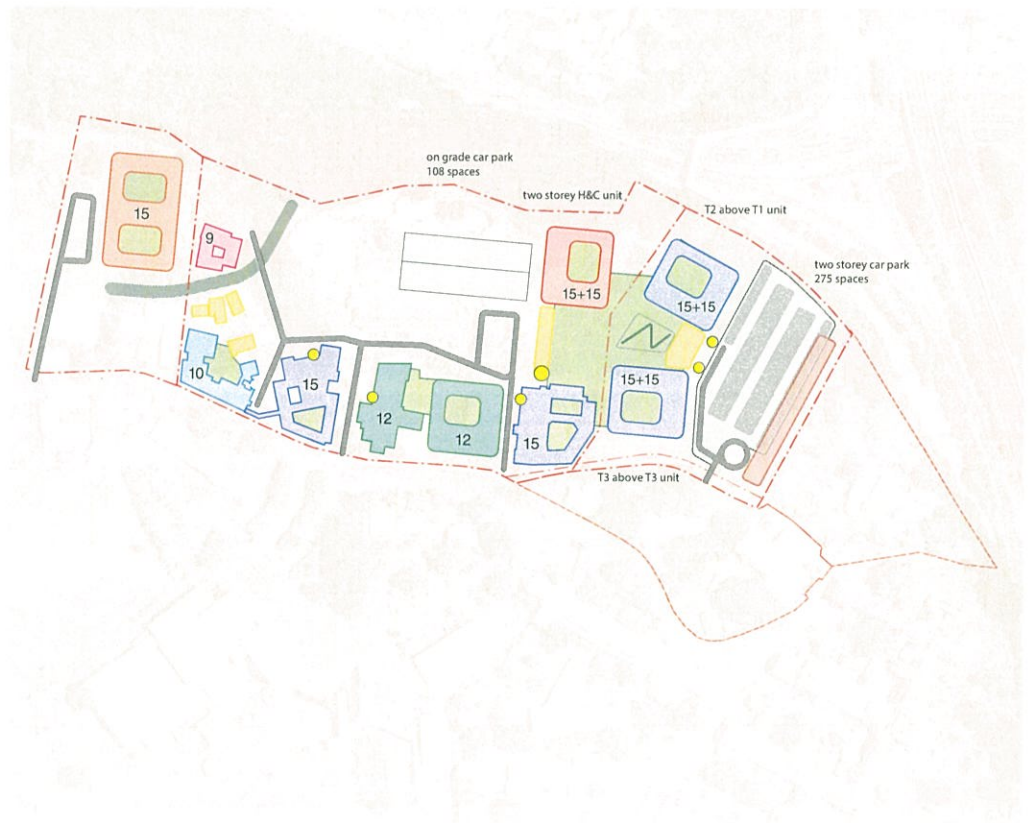 on grade car park
108 spaces
two storey H&C unit
T2 above T1 unit
15
9
two storey car park
275 spaces
15+15
15+15
10
15
15+15
12
12
15
T3 above T3 unit